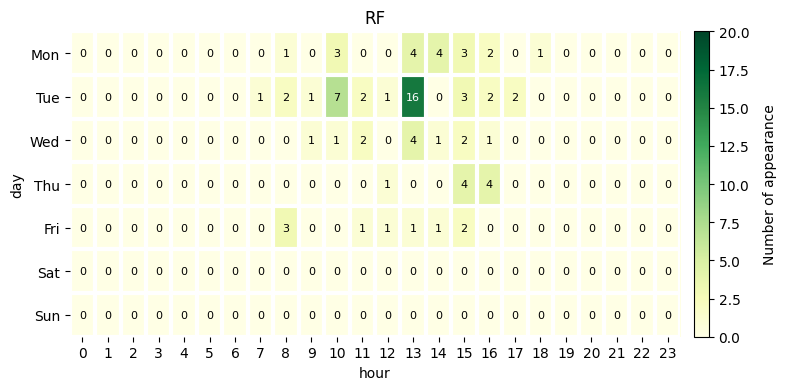 RF
Mon 0 0 0 0 0 0 0 0 1 0 3 0 0 4 4 3 2 0 1 0 0 0 0 0
Tue 0 0 0 0 0 0 0 1 2 1 7 2 1 16 0 3 2 2 0 0 0 0 0 0
Wed 0 0 0 0 0 0 0 0 0 1 1 2 0 4 1 2 1 0 0 0 0 0 0 0
Thu 0 0 0 0 0 0 0 0 0 0 0 0 1 0 0 4 4 0 0 0 0 0 0 0
Fri 0 0 0 0 0 0 0 0 3 0 0 1 1 1 1 2 0 0 0 0 0 0 0 0
Sat 0 0 0 0 0 0 0 0 0 0 0 0 0 0 0 0 0 0 0 0 0 0 0 0
Sun 0 0 0 0 0 0 0 0 0 0 0 0 0 0 0 0 0 0 0 0 0 0 0 0
0 1 2 3 4 5 6 7 8 9 10 11 12 13 14 15 16 17 18 19 20 21 22 23
hour
day
20.0
17.5
15.0
12.5
10.0
7.5
5.0
2.5
0.0
Number of appearance